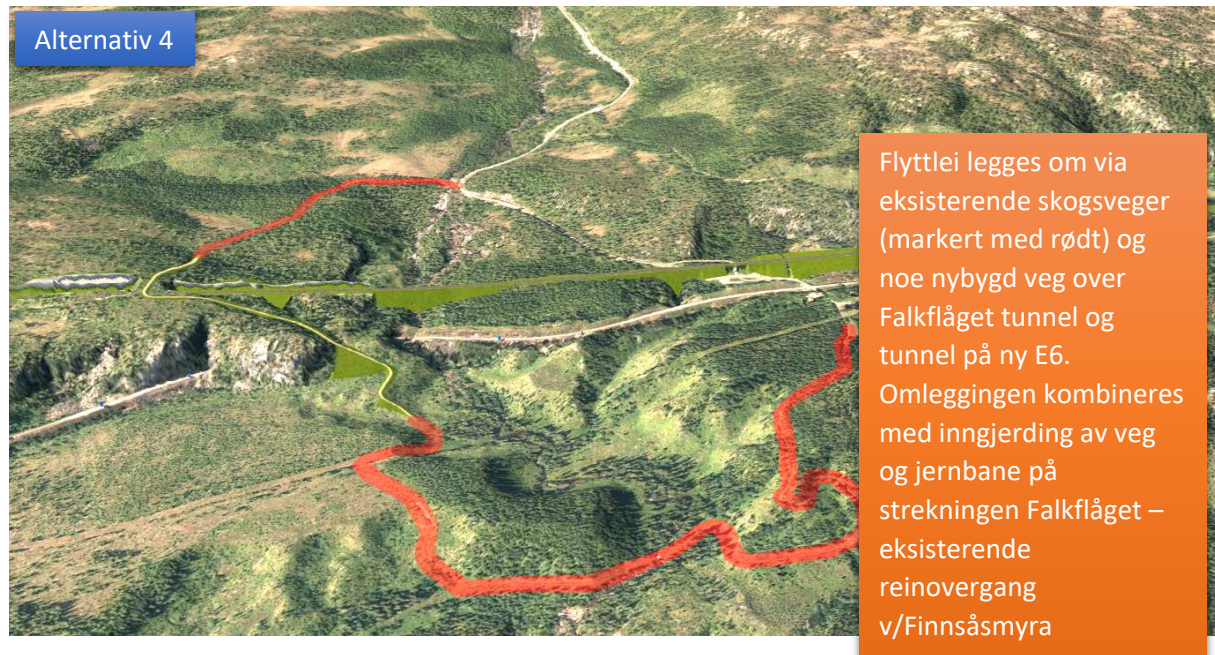 Alternativ 4
Flyttlei legges om via
eksisterende skogsveger
(markert med rødt) og
noe nybygd veg over
Falkflåget tunnel og
tunnel på ny E6.
Omleggingen kombineres
med inngjerding av veg
og jernbane på
strekningen Falkflåget –
eksisterende
reinovergang
v/Finnsåsmyra